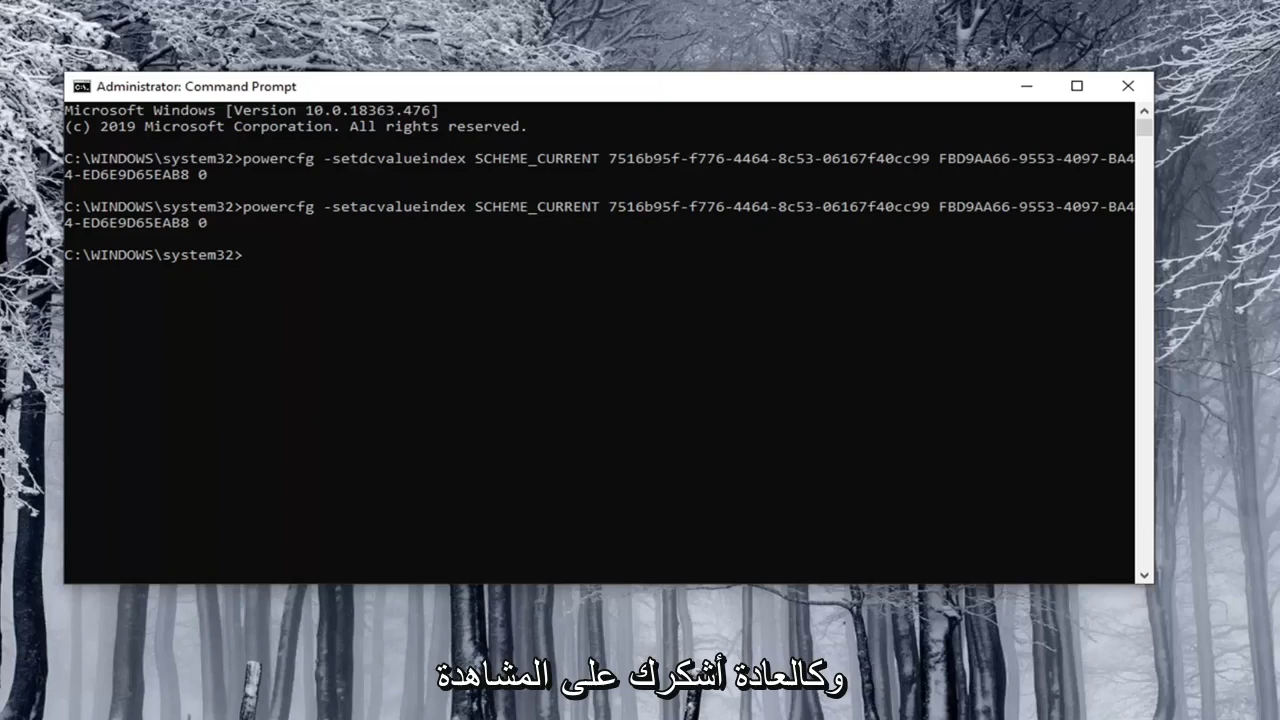 Administrator: Command Prompt
Microsoft Windows [Version 10.0.18363.476]
(c) 2019 Microsoft Corporation. All rights reserved.
C:\WINDOWS\system32>powercfg -setdcvalueindex SCHEME_CURRENT 7516b95f-f776-4464-8c53-06167f40cc99 FBD9AA66-9553-4097-BA4
4-ED6E9D65EAB8 0
C:\WINDOWS\system32>powercfg -setacvalueindex SCHEME_CURRENT 7516b95f-f776-4464-8c53-06167f40cc99 FBD9AA66-9553-4097-BA4
4-ED6E9D65EAB8 0
C:\WINDOWS\system32>
وكالعادة أشكرك على المشاهدة